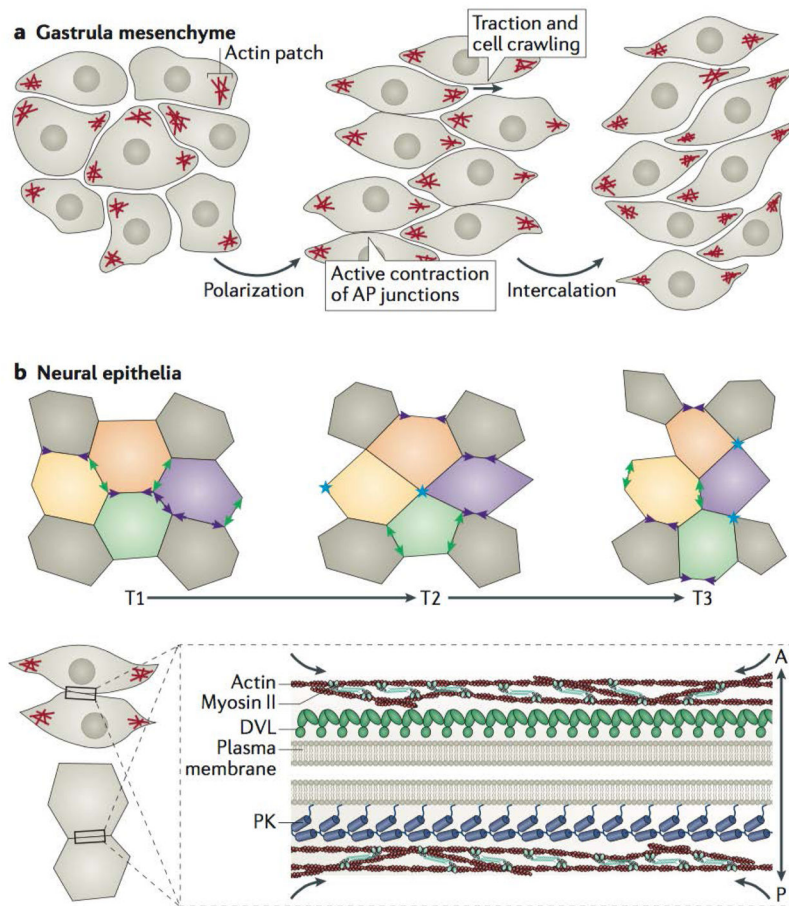 a Gastrula mesenchyme
Actin patch
Traction and
cell crawling
Polarization
Active contraction
of AP junctions
Intercalation
b Neural epithelia
T1
T2
T3
Actin
Myosin II
DVL
Plasma
membrane
PK
A
P